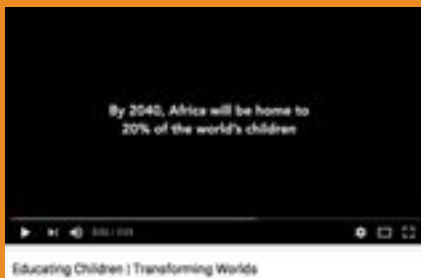 By 2040, Africa will be home to
20% of the world's children
Educating Children | Transforming Worlds